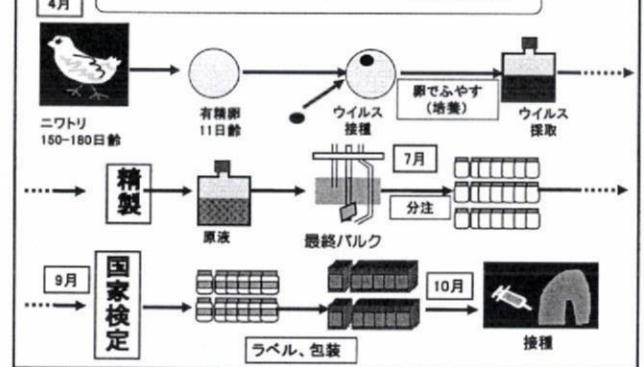 4月
ニワトリ
150-180日齢
有精卵
11日齢
ウイルス
接種
卵でふやす
(培養)
ウイルス
採取
精製
原液
最終バルク
7月
分注
9月
国家検定
ラベル、包装
10月
接種